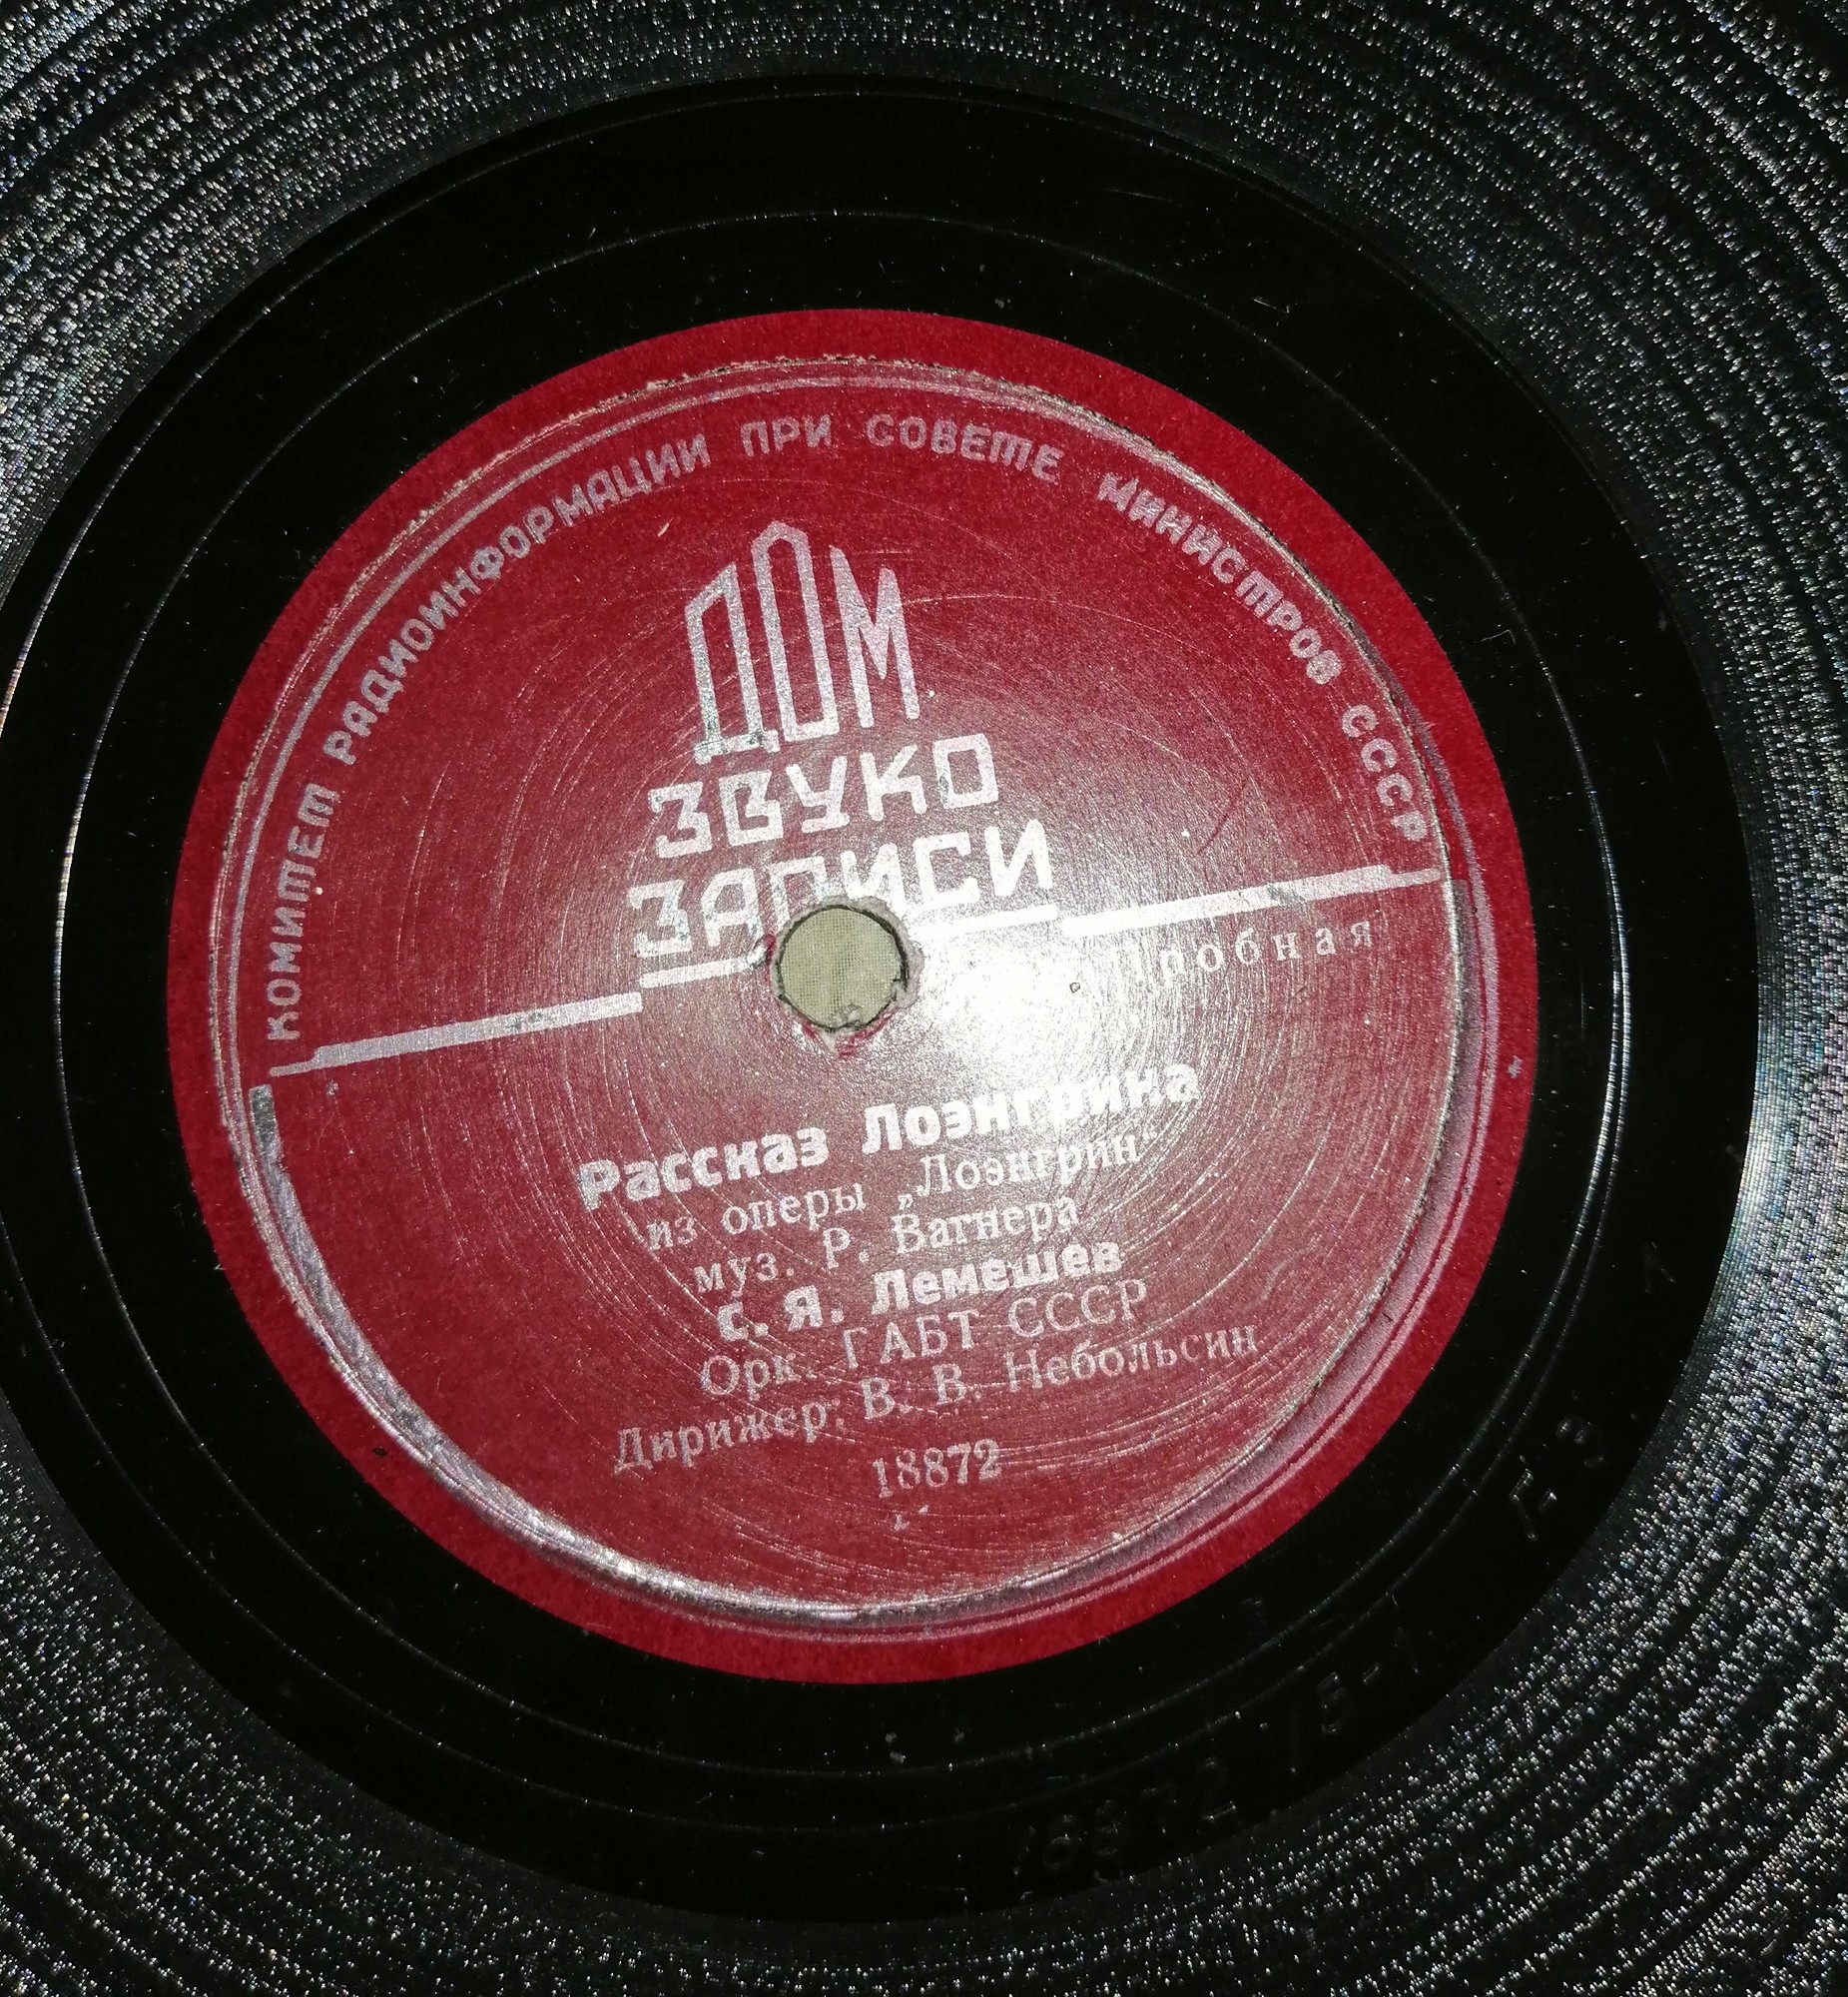 КОМИТЕТ РАДИОИНФОРМАЦИИ ПРИ СОВЕТЕ МИНИСТРОВ СССР
ДОМ
ЗВУКО
ЗАПИСИ
Пробная
Рассказ Лоэнгрина
из оперы „Лоэнгрин“
муз. Р. Вагнера
С. Я. Лемешев
Орк. ГАБТ СССР
Дирижер: В. В. Небольсин
18872